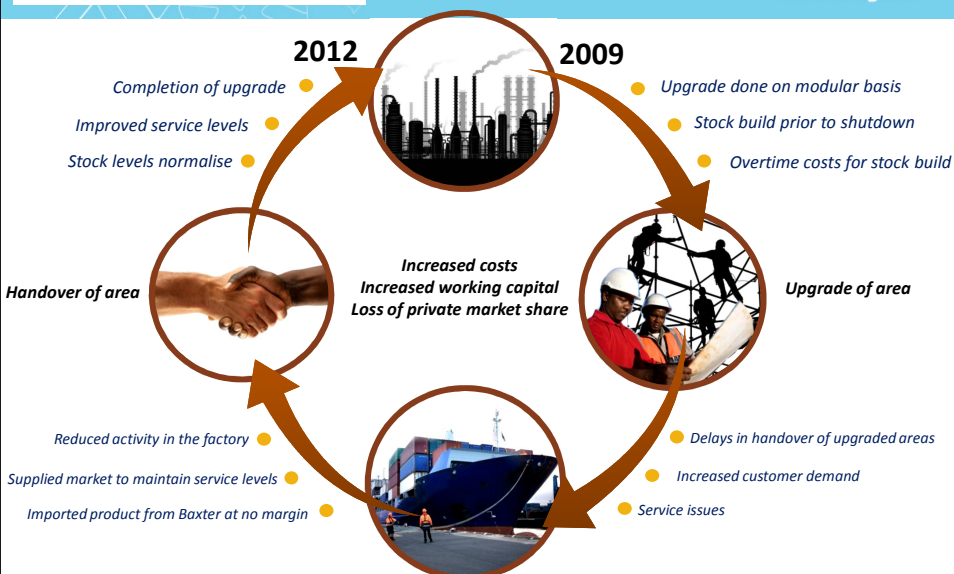 2012
2009
Completion of upgrade
Improved service levels
Stock levels normalise
Upgrade done on modular basis
Stock build prior to shutdown
Overtime costs for stock build
Handover of area
Increased costs
Increased working capital
Loss of private market share
Upgrade of area
Reduced activity in the factory
Supplied market to maintain service levels
Imported product from Baxter at no margin
Delays in handover of upgraded areas
Increased customer demand
Service issues